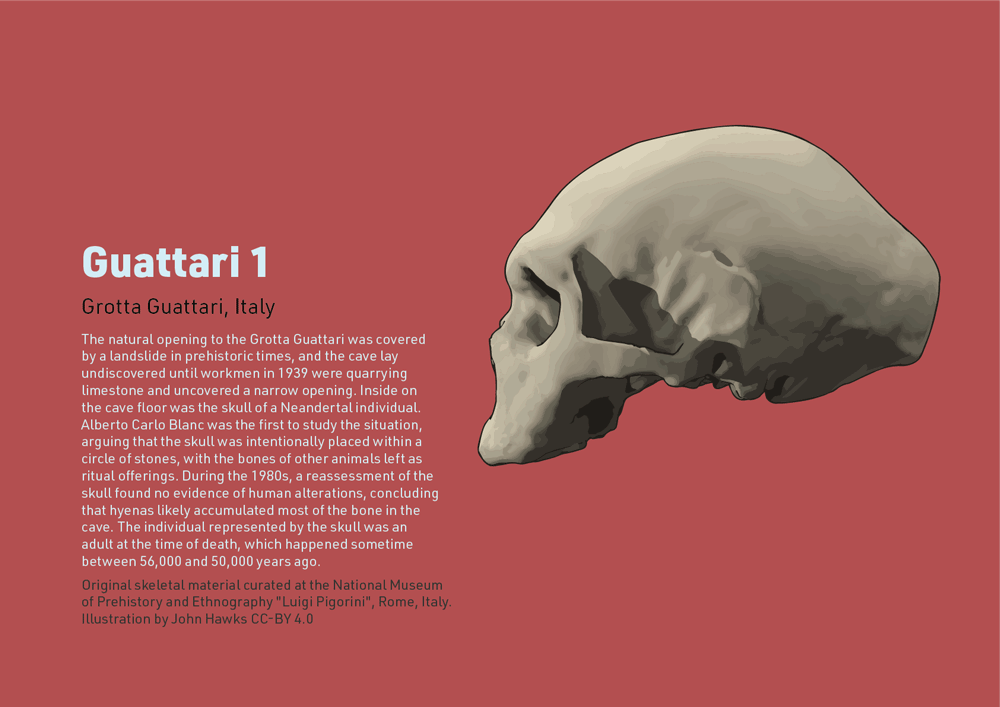 Guattari 1
Grotta Guattari, Italy
The natural opening to the Grotta Guattari was covered
by a landslide in prehistoric times, and the cave lay
undiscovered until workmen in 1939 were quarrying
limestone and uncovered a narrow opening. Inside on
the cave floor was the skull of a Neandertal individual.
Alberto Carlo Blanc was the first to study the situation,
arguing that the skull was intentionally placed within a
circle of stones, with the bones of other animals left as
ritual offerings. During the 1980s, a reassessment of the
skull found no evidence of human alterations, concluding
that hyenas likely accumulated most of the bone in the
cave. The individual represented by the skull was an
adult at the time of death, which happened sometime
between 56,000 and 50,000 years ago.
Original skeletal material curated at the National Museum
of Prehistory and Ethnography "Luigi Pigorini", Rome, Italy.
Illustration by John Hawks CC-BY 4.0